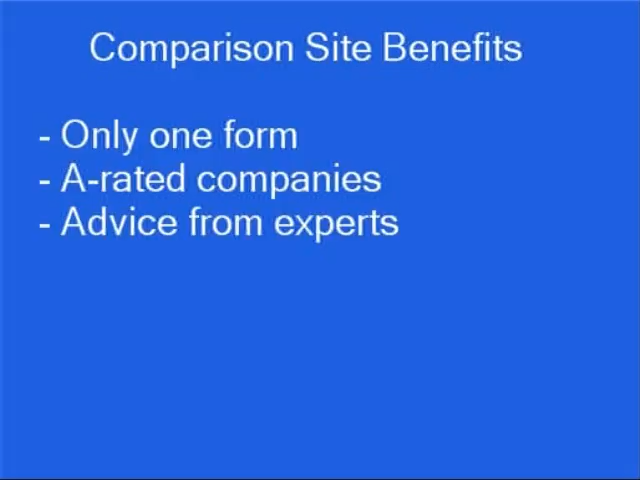 Comparison Site Benefits
- Only one form
- A-rated companies
- Advice from experts